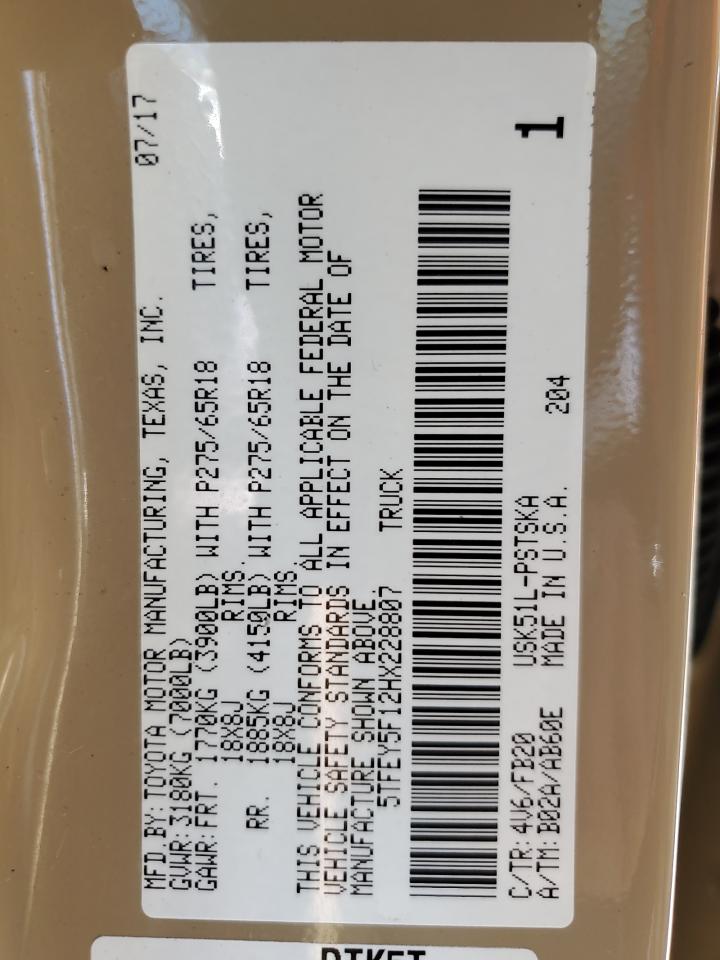 MFD.BY: TOYOTA MOTOR MANUFACTURING, TEXAS, INC. 07/17
GVWR: 3180KG (7000LB)
GAWR: FRT. 1770KG (3900LB) WITH P275/65R18 TIRES,
18X8J RIMS.
RR. 1885KG (4150LB) WITH P275/65R18 TIRES,
18X8J RIMS.
THIS VEHICLE CONFORMS TO ALL APPLICABLE FEDERAL MOTOR
VEHICLE SAFETY STANDARDS IN EFFECT ON THE DATE OF
MANUFACTURE SHOWN ABOVE.
5TFEY5F12HX228807 TRUCK
1
C/TR: 4V6/FB20 USK51L-PSTSKA
A/TM: B02A/AB60E MADE IN U.S.A. 204